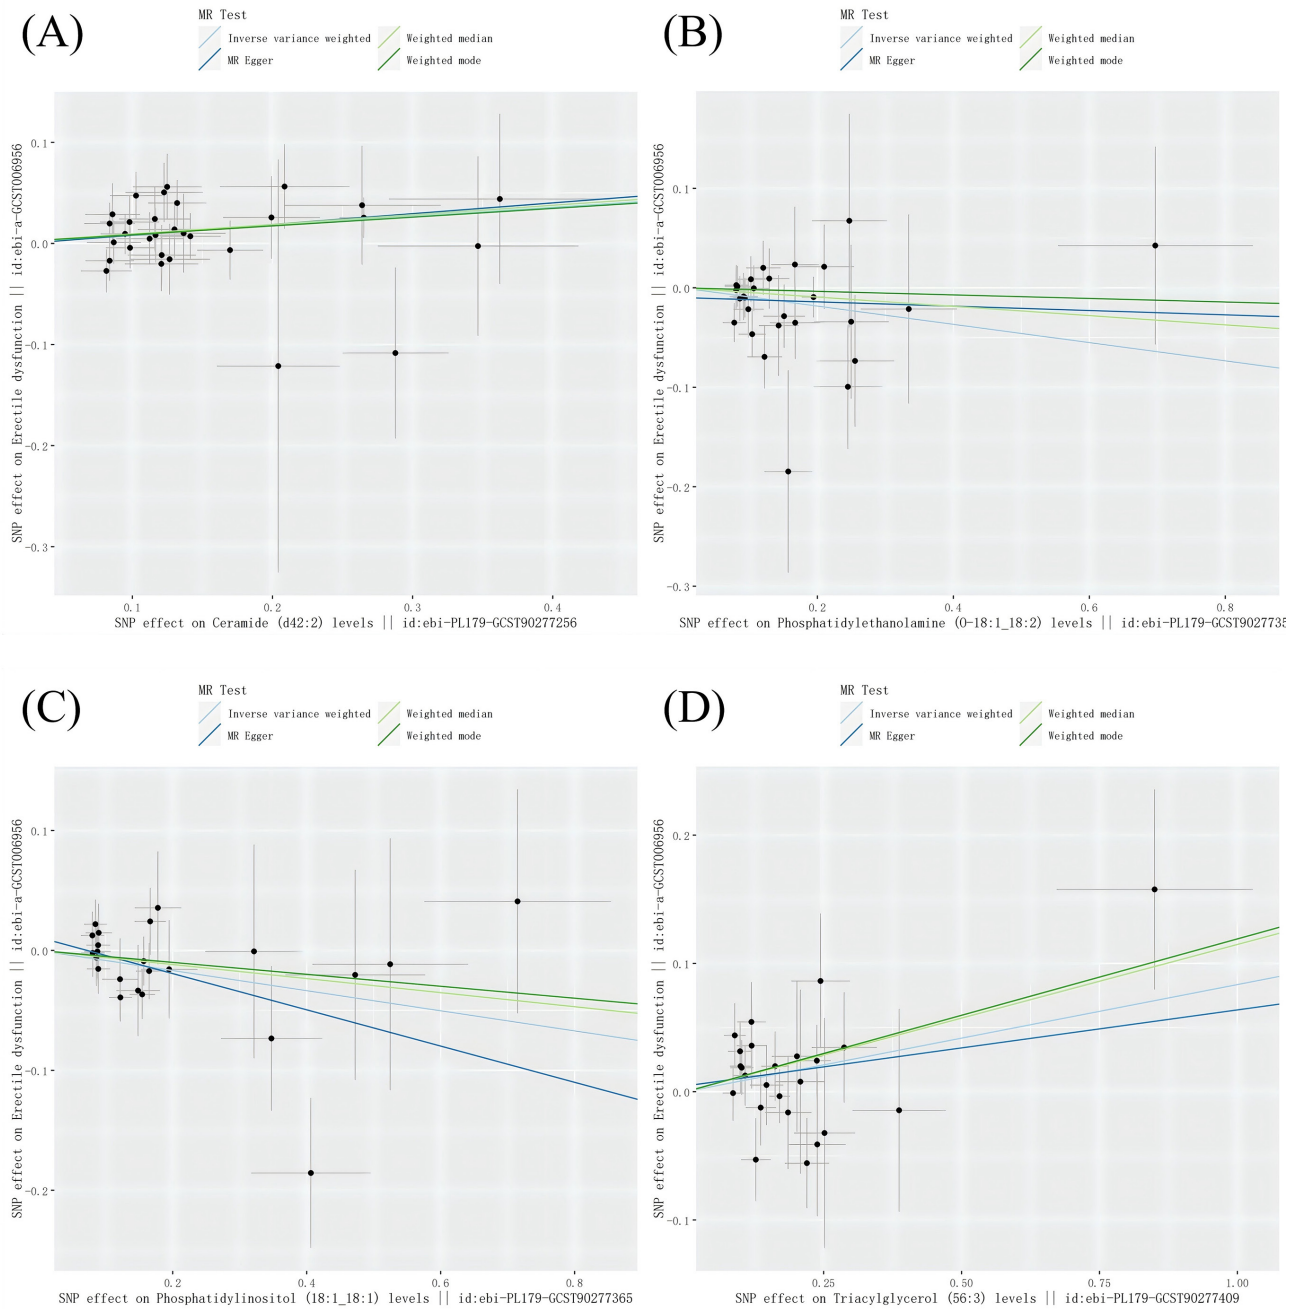 (A)
MR Test
Inverse variance weighted
Weighted median
MR Egger
Weighted mode
SNP effect on Erectile dysfunction || id:ebi-a-GCST006956
0.1
0.0
-0.1
-0.2
-0.3
0.1 0.2 0.3 0.4
SNP effect on Ceramide (d42:2) levels || id:ebi-PL179-GCST90277256
(B)
MR Test
Inverse variance weighted
Weighted median
MR Egger
Weighted mode
SNP effect on Erectile dysfunction || id:ebi-a-GCST006956
0.1
0.0
-0.1
-0.2
-0.3
0.2 0.4 0.6 0.8
SNP effect on Phosphatidylethanolamine (O-18:1_18:2) levels || id:ebi-PL179-GCST9027735
(C)
MR Test
Inverse variance weighted
Weighted median
MR Egger
Weighted mode
SNP effect on Erectile dysfunction || id:ebi-a-GCST006956
0.1
0.0
-0.1
-0.2
0.2 0.4 0.6 0.8
SNP effect on Phosphatidylinositol (18:1_18:1) levels || id:ebi-PL179-GCST90277365
(D)
MR Test
Inverse variance weighted
Weighted median
MR Egger
Weighted mode
SNP effect on Erectile dysfunction || id:ebi-a-GCST006956
0.2
0.1
0.0
-0.1
0.25 0.50 0.75 1.00
SNP effect on Triacylglycerol (56:3) levels || id:ebi-PL179-GCST90277409